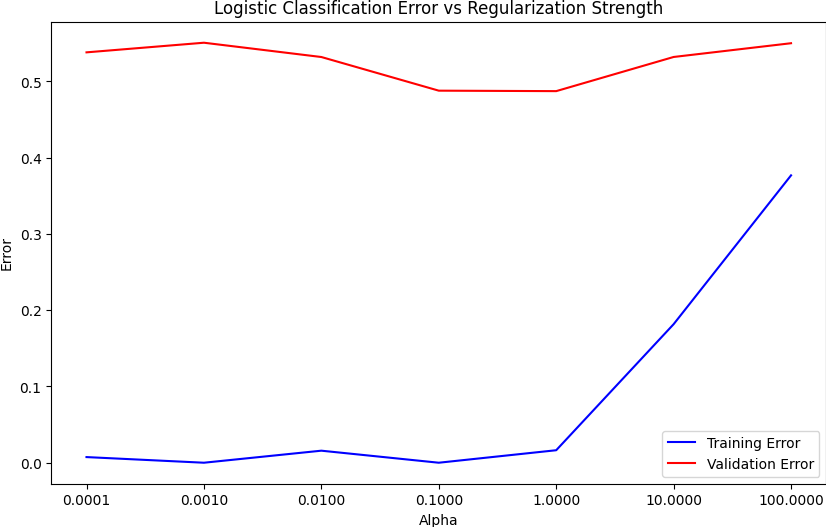 Logistic Classification Error vs Regularization Strength
Error
0.5
0.4
0.3
0.2
0.1
0.0
0.0001 0.0010 0.0100 0.1000 1.0000 10.0000 100.0000
Alpha
Training Error
Validation Error